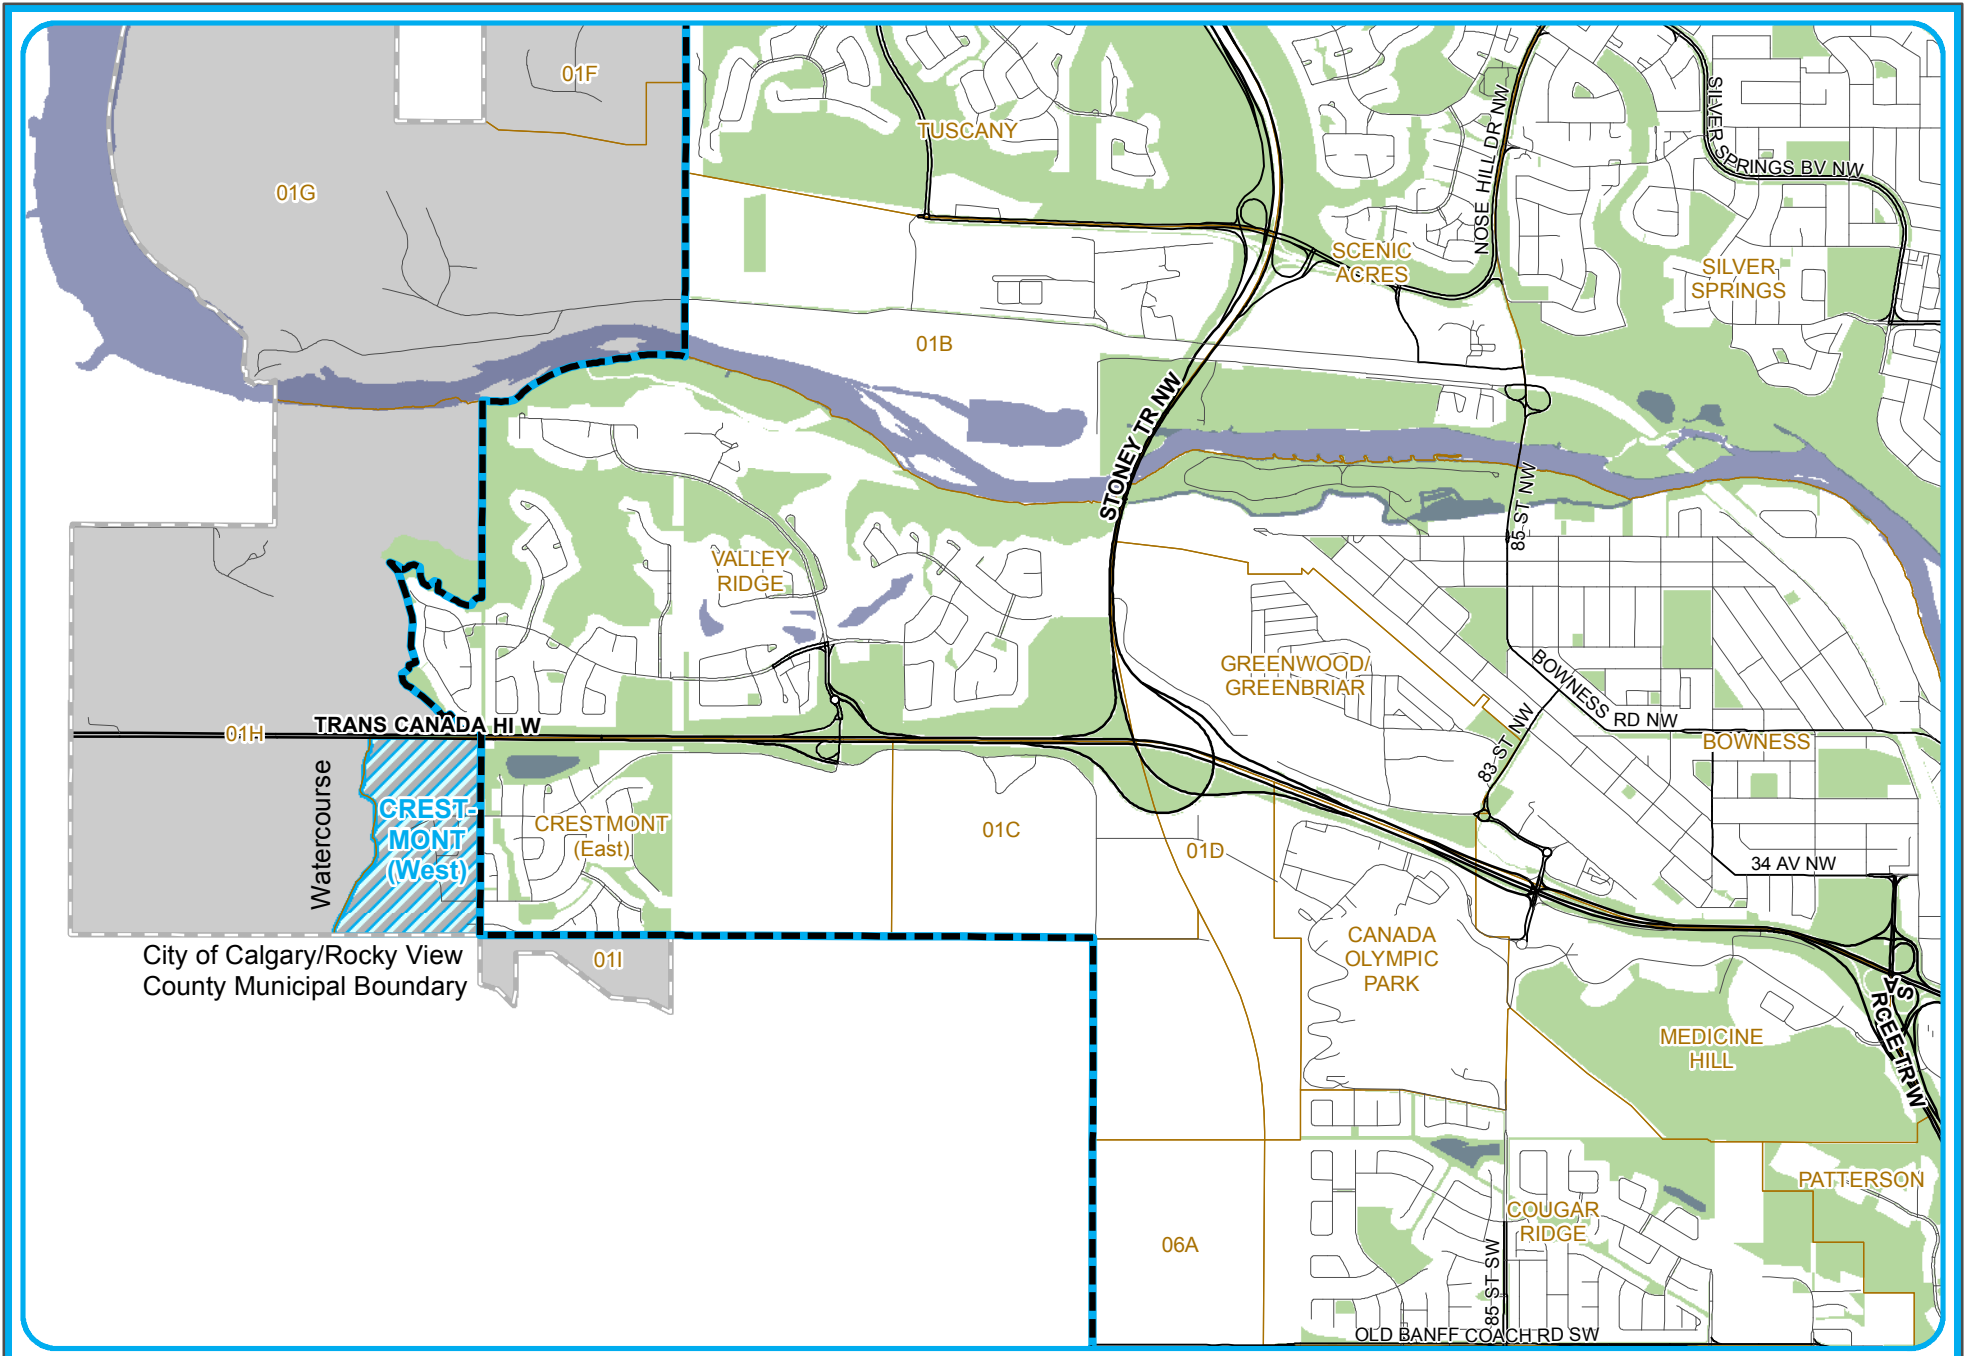 01F
TUSCANY
01G
NOSE HILL DR NW
SILVER SPRINGS BV NW
SCENIC
ACRES
SILVER
SPRINGS
01B
STONEY TR NW
85 ST NW
VALLEY
RIDGE
GREENWOOD/
GREENBRIAR
BOWNESS RD NW
TRANS CANADA HI W
01H
83 ST NW
BOWNESS
Watercourse
CREST-
MONT
(West)
CRESTMONT
(East)
01C
01D
34 AV NW
City of Calgary/Rocky View
County Municipal Boundary
01I
CANADA
OLYMPIC
PARK
SARCEE TR W
MEDICINE
HILL
PATTERSON
COUGAR
RIDGE
06A
85 ST SW
OLD BANFF COACH RD SW